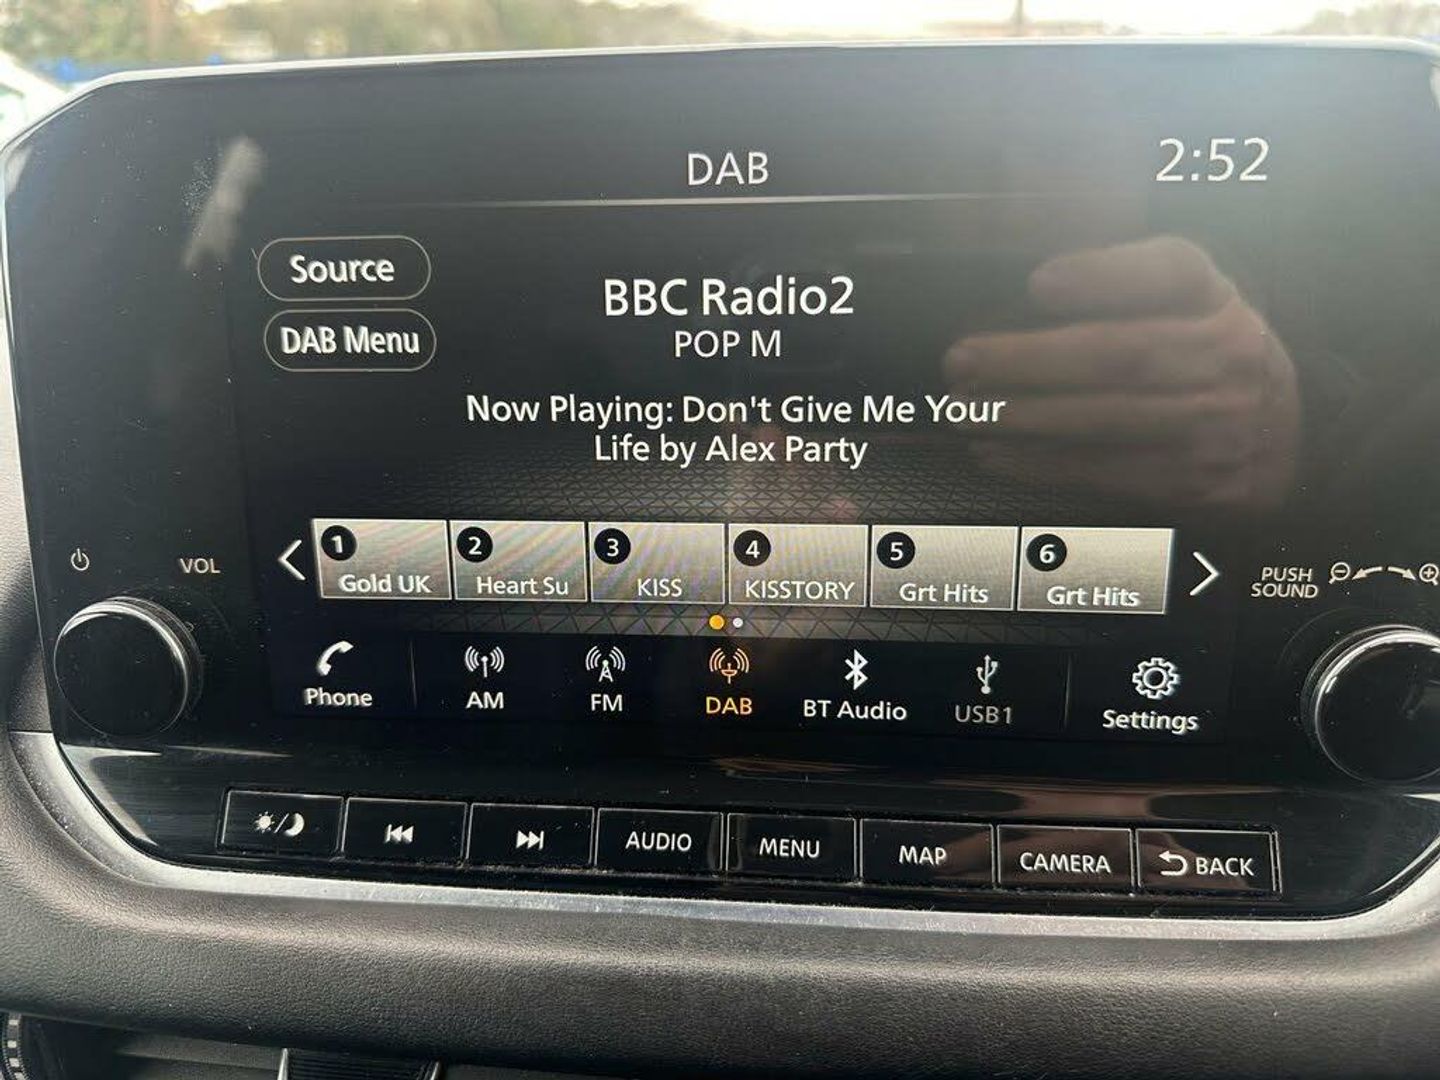 DAB
2:52
Source
DAB Menu
BBC Radio2
POP M
Now Playing: Don't Give Me Your
Life by Alex Party
1
Gold UK
2
Heart Su
3
KISS
4
KISSTORY
5
Grt Hits
6
Grt Hits
VOL
PUSH
SOUND
Phone
AM
FM
DAB
BT Audio
USB1
Settings
AUDIO
MENU
MAP
CAMERA
BACK